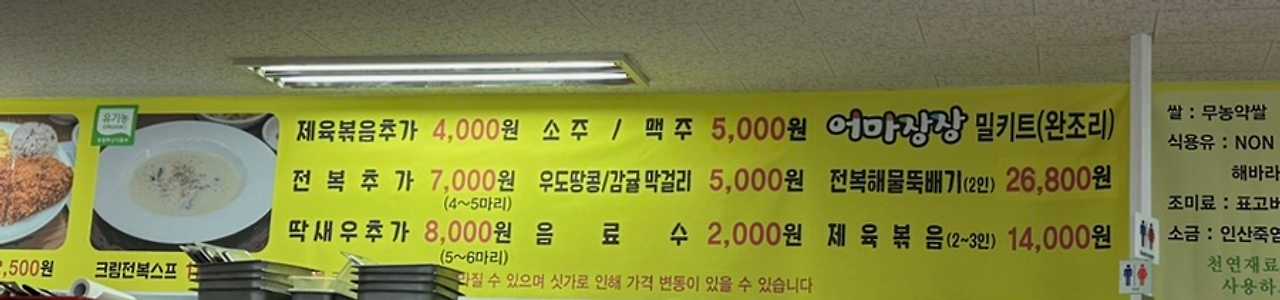 유기농
제육볶음추가 4,000원
전복추가 7,000원
(4~5마리)
딱새우추가 8,000원
(5~6마리)
소주 / 맥주 5,000원
우도땅콩/감귤막걸리 5,000원
음료수 2,000원
어마장장 밀키트(완조리)
전복해물뚝배기(2인) 26,800원
제육볶음(2~3인) 14,000원
,500원
크림전복스프 1
수 있으며 싯가로 인해 가격 변동이 있을 수 있습니다
쌀 : 무농약쌀
식용유 : NON
해바라
조미료 : 표고버
소금 : 인산죽염
천연재료
사용하